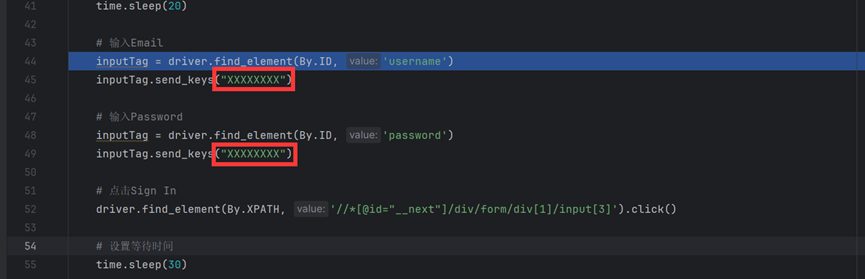 41 time.sleep(20)
42
43 # 输入Email
44 inputTag = driver.find_element(By.ID, value: 'username')
45 inputTag.send_keys("XXXXXXXX")
46
47 # 输入Password
48 inputTag = driver.find_element(By.ID, value: 'password')
49 inputTag.send_keys("XXXXXXXX")
50
51 # 点击Sign In
52 driver.find_element(By.XPATH, value: '//*[@id="__next"]/div/form/div[1]/input[3]').click()
53
54 # 设置等待时间
55 time.sleep(30)